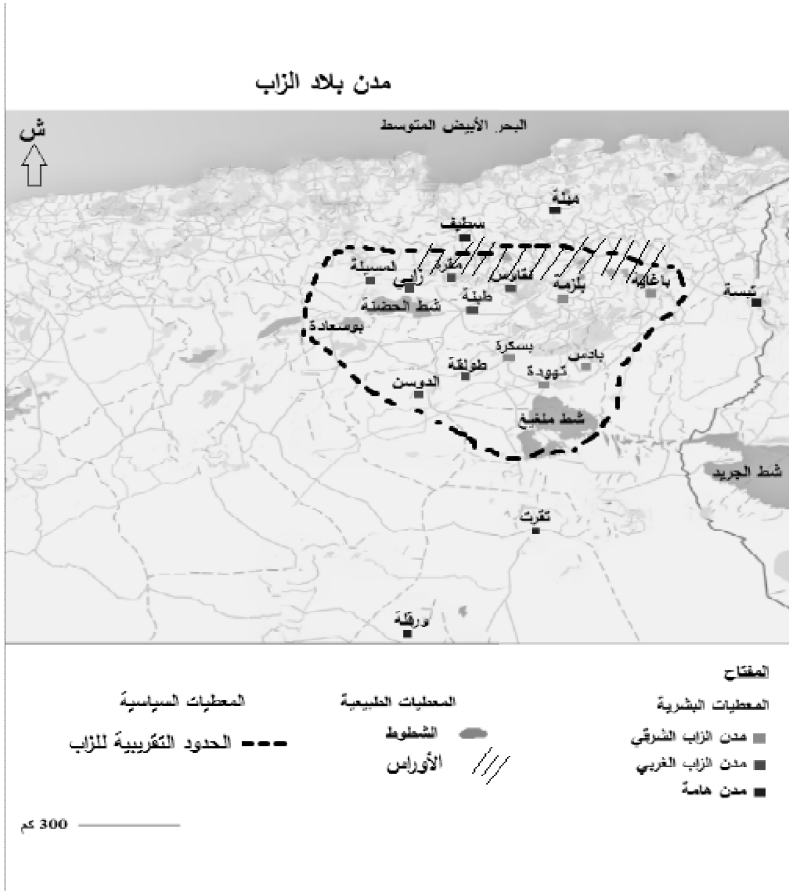 مدن بلاد الزاب
البحر الأبيض المتوسط
ش
ميلة
سطيف
المسيلة
زابي
مقرة
نقاوس
بلزمة
باغاية
تبسة
طبنة
شط الحضنة
بوسعادة
بسكرة
بادس
طولقة
تهودة
الدوسن
شط ملغيغ
شط الجريد
تقرت
ورقلة
المفتاح
المعطيات البشرية
مدن الزاب الشرقي
مدن الزاب الغربي
مدن هامة
المعطيات الطبيعية
الشطوط
الأوراس
المعطيات السياسية
الحدود التقريبية للزاب
300 كم